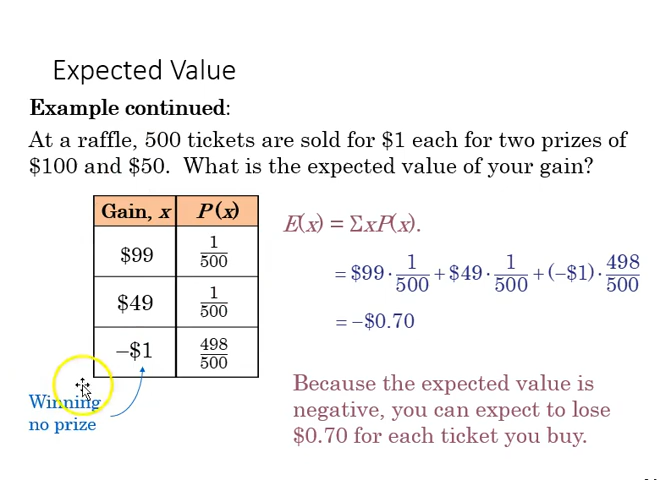 Expected Value
Example continued:
At a raffle, 500 tickets are sold for $1 each for two prizes of
$100 and $50. What is the expected value of your gain?
Gain, x P(x)
$99 1/500
$49 1/500
–$1 498/500
Winning
no prize
E(x) = ΣxP(x).
= $99 · 1/500 + $49 · 1/500 + (–$1) · 498/500
= –$0.70
Because the expected value is
negative, you can expect to lose
$0.70 for each ticket you buy.